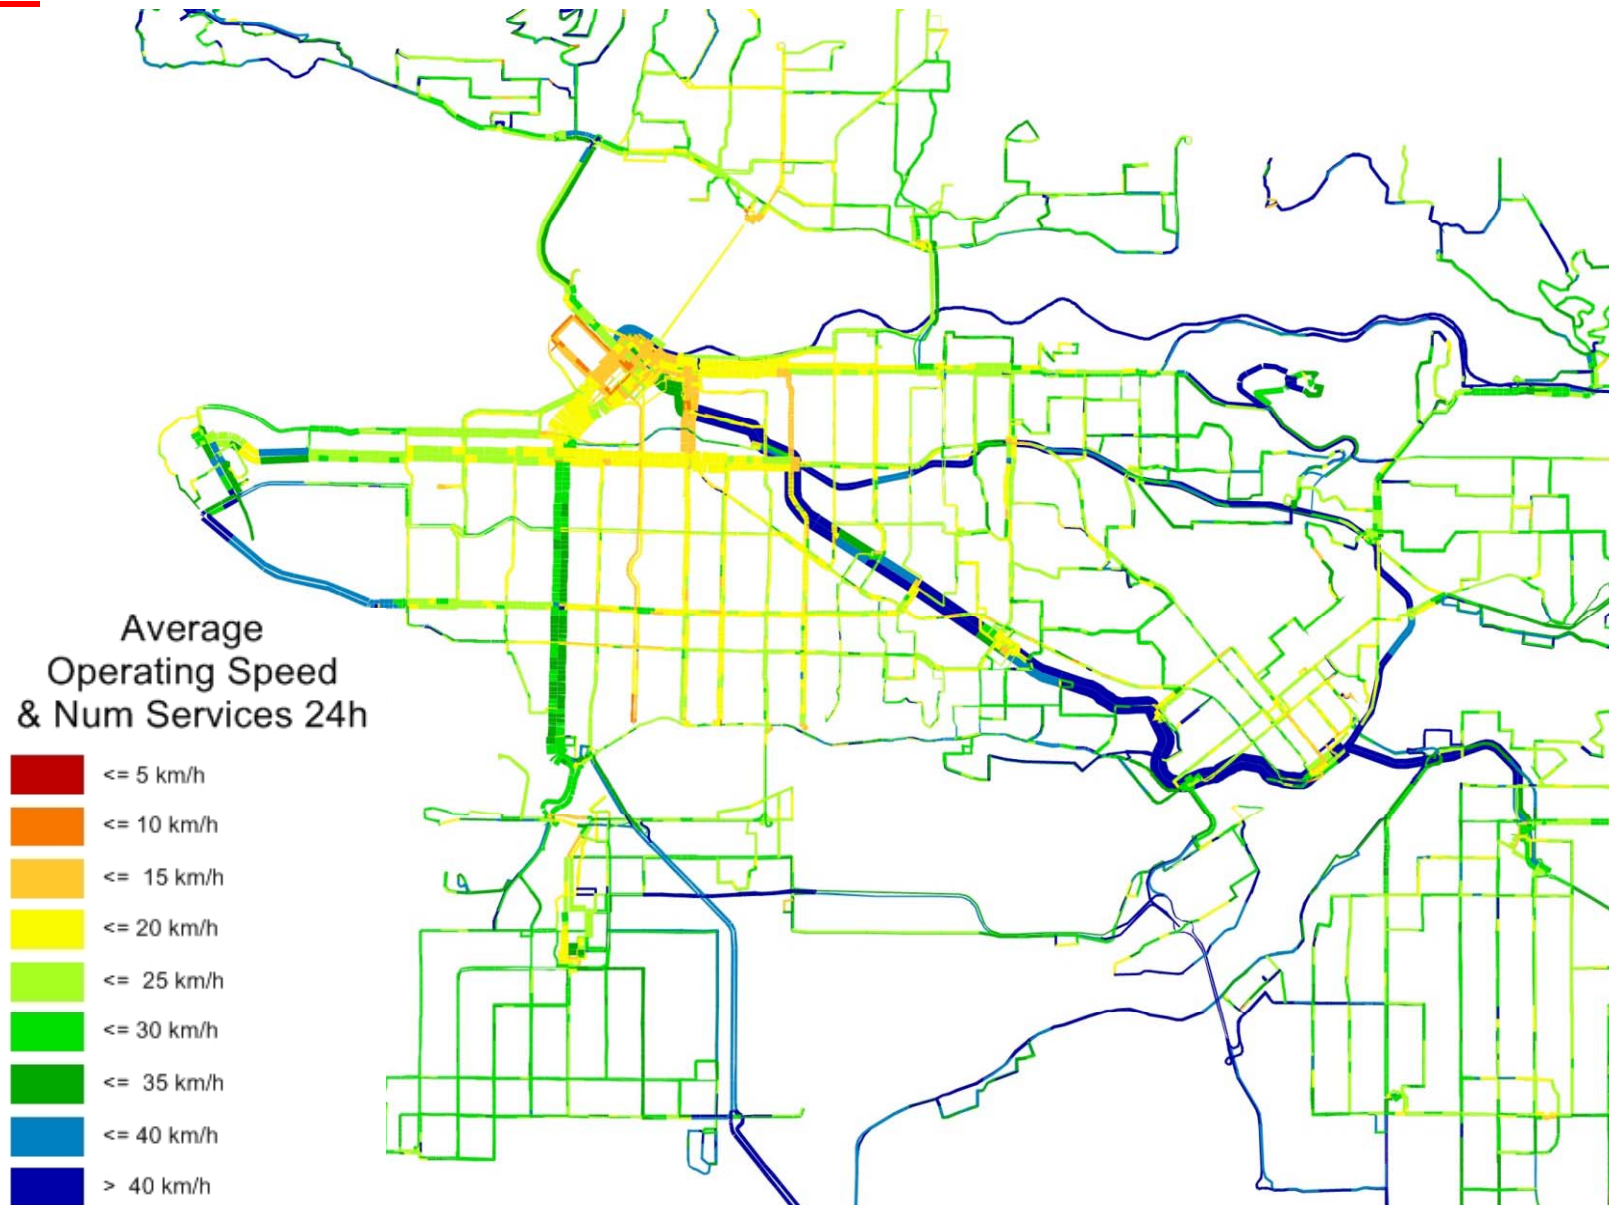 Average
Operating Speed
& Num Services 24h
<= 5 km/h
<= 10 km/h
<= 15 km/h
<= 20 km/h
<= 25 km/h
<= 30 km/h
<= 35 km/h
<= 40 km/h
> 40 km/h